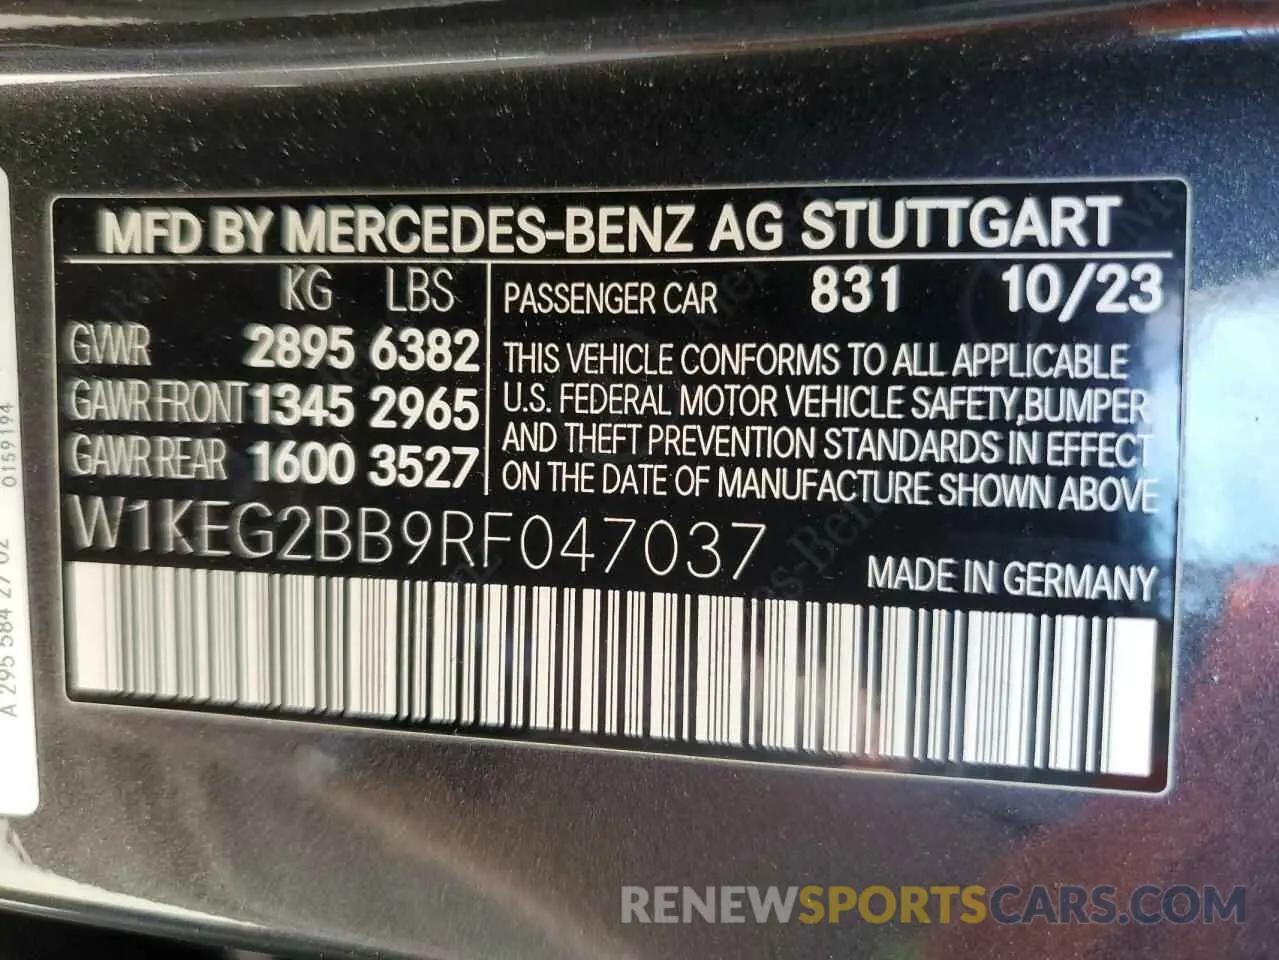 MFD BY MERCEDES-BENZ AG STUTTGART
KG LBS
GVWR 2895 6382
GAWR FRONT 1345 2965
GAWR REAR 1600 3527
PASSENGER CAR 831 10/23
THIS VEHICLE CONFORMS TO ALL APPLICABLE
U.S. FEDERAL MOTOR VEHICLE SAFETY,BUMPER
AND THEFT PREVENTION STANDARDS IN EFFECT
ON THE DATE OF MANUFACTURE SHOWN ABOVE
W1KEG2BB9RF047037
MADE IN GERMANY
A 295 584 27 02 0159194
RENEWSPORTSCARS.COM